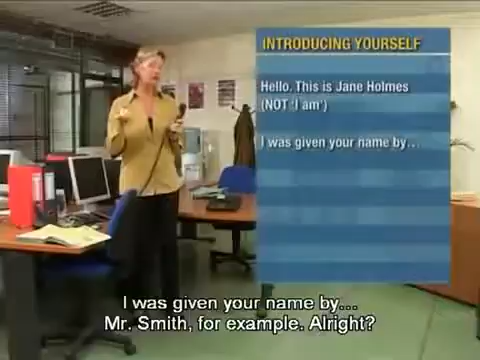 INTRODUCING YOURSELF
Hello. This is Jane Holmes
(NOT 'I am')
I was given your name by...
I was given your name by...
Mr. Smith, for example. Alright?